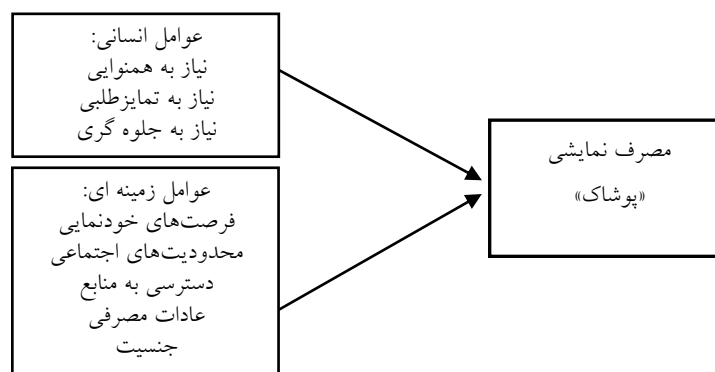 عوامل انسانی:
نیاز به همنوایی
نیاز به تمایزطلبی
نیاز به جلوه گری
عوامل زمینه ای:
فرصت‌های خودنمایی
محدودیت‌های اجتماعی
دسترسی به منابع
عادات مصرفی
جنسیت
مصرف نمایشی
«پوشاک»